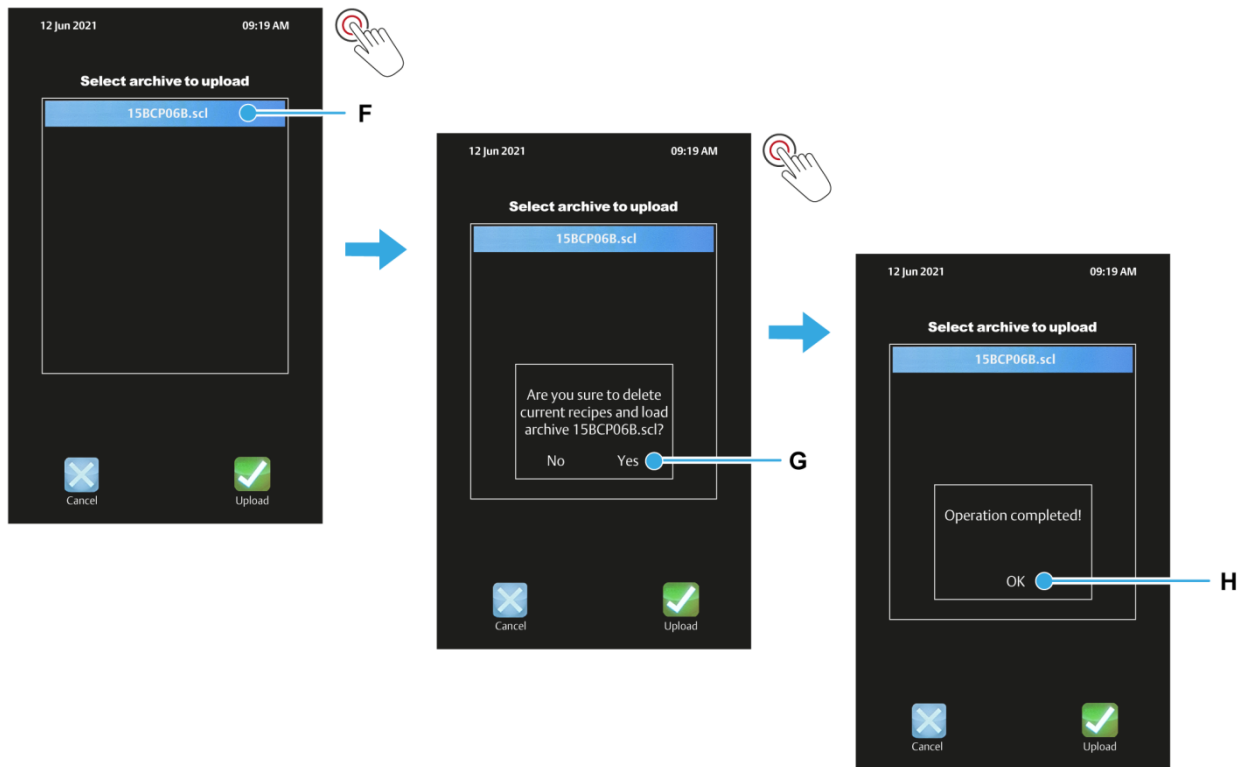 12 Jun 2021 09:19 AM
Select archive to upload
15BCP06B.scl
F
Cancel Upload
12 Jun 2021 09:19 AM
Select archive to upload
15BCP06B.scl
Are you sure to delete
current recipes and load
archive 15BCP06B.scl?
No Yes
G
Cancel Upload
12 Jun 2021 09:19 AM
Select archive to upload
15BCP06B.scl
Operation completed!
OK
H
Cancel Upload